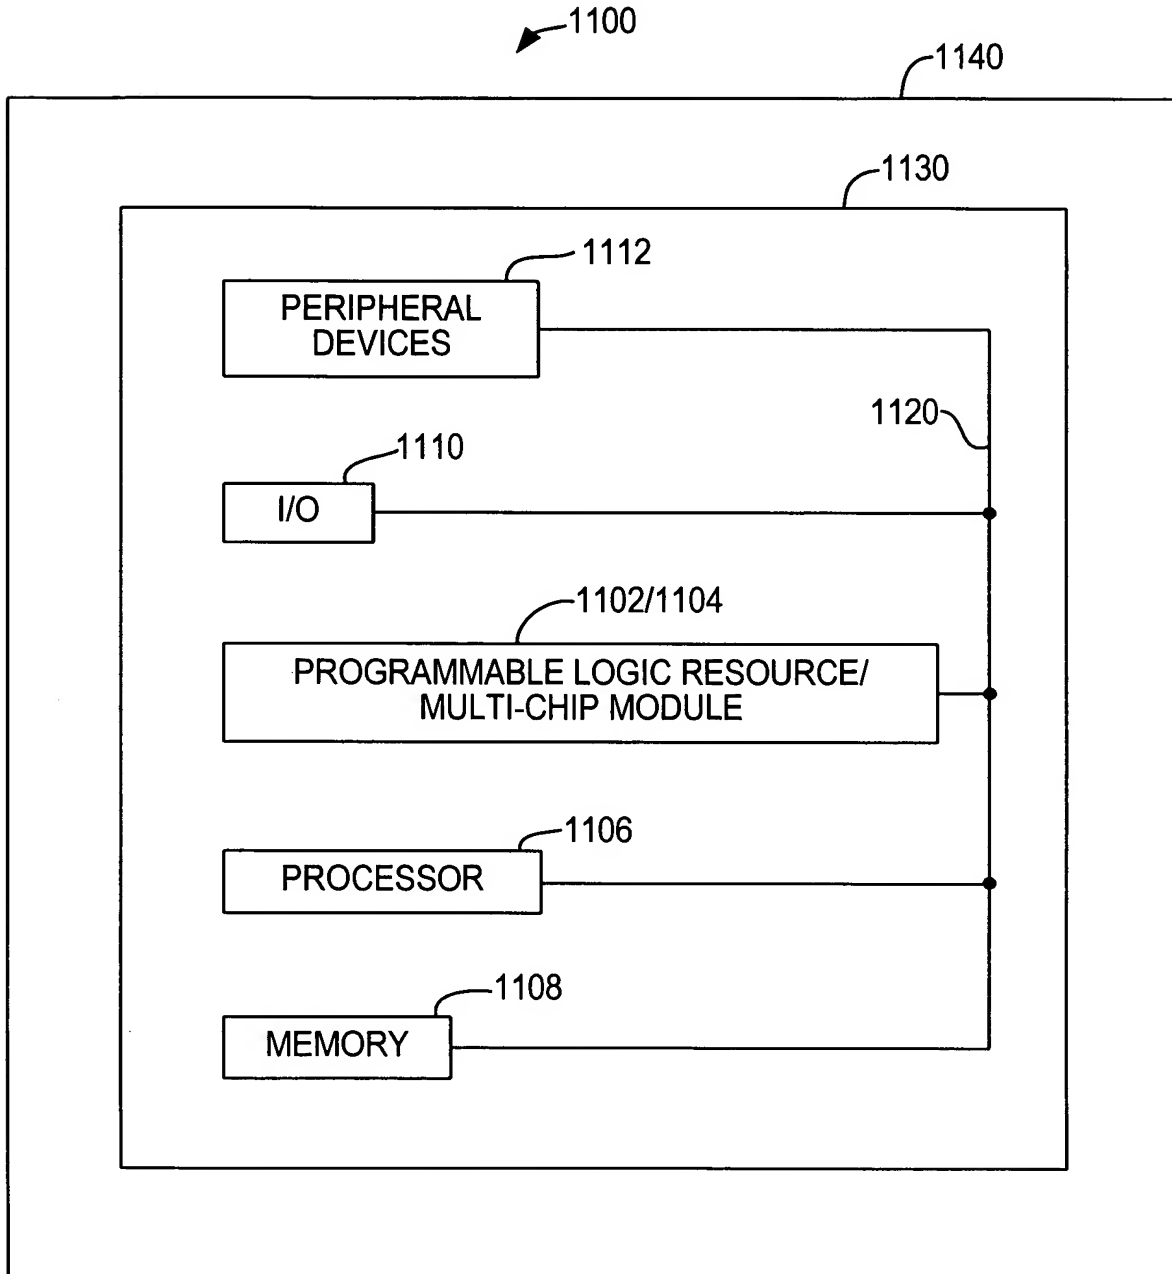 1100
1140
1130
1112
PERIPHERAL
DEVICES
1120
1110
I/O
1102/1104
PROGRAMMABLE LOGIC RESOURCE/
MULTI-CHIP MODULE
1106
PROCESSOR
1108
MEMORY